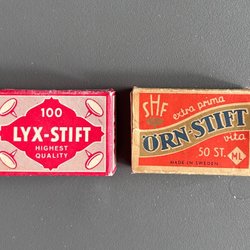 100
LYX-STIFT
HIGHEST
QUALITY
SHF
extra prima
ÖRN-STIFT
vita
50 ST.
ML
MADE IN SWEDEN